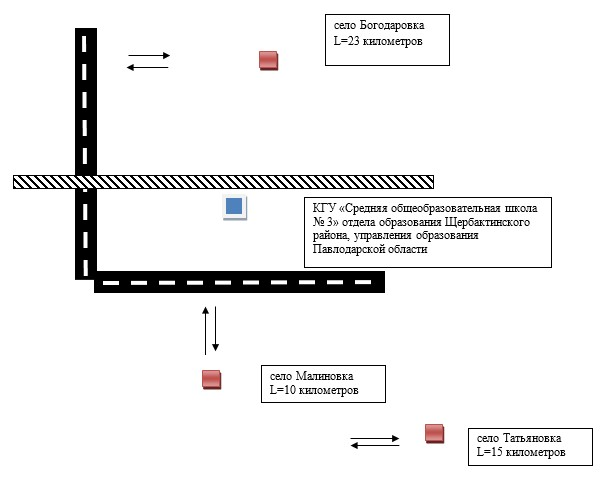 село Богодаровка
L=23 километров
КГУ «Средняя общеобразовательная школа
№ 3» отдела образования Щербактинского
района, управления образования
Павлодарской области
село Малиновка
L=10 километров
село Татьяновка
L=15 километров